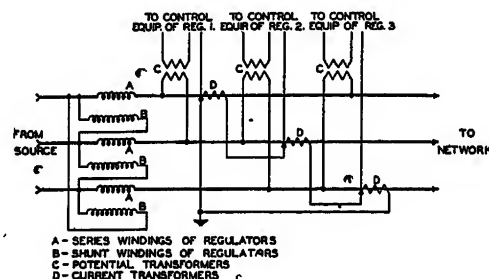 TO CONTROL TO CONTROL TO CONTROL
EQUIP. OF REG. 1. EQUIP. OF REG. 2. EQUIP OF REG. 3
C C C
A D
B
FROM
SOURCE
A D
B
TO
NETWORK
A D
B
A - SERIES WINDINGS OF REGULATORS
B - SHUNT WINDINGS OF REGULATORS
C - POTENTIAL TRANSFORMERS
D - CURRENT TRANSFORMERS